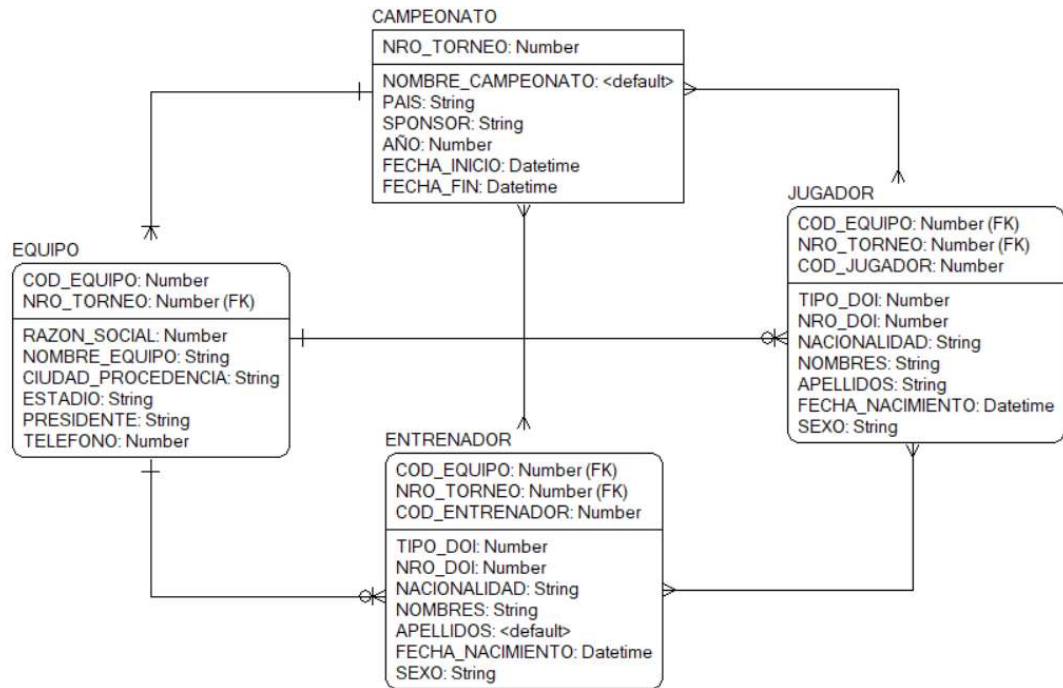 CAMPEONATO
NRO_TORNEO: Number
NOMBRE_CAMPEONATO: <default>
PAIS: String
SPONSOR: String
AÑO: Number
FECHA_INICIO: Datetime
FECHA_FIN: Datetime
JUGADOR
COD_EQUIPO: Number (FK)
NRO_TORNEO: Number (FK)
COD_JUGADOR: Number
TIPO_DOI: Number
NRO_DOI: Number
NACIONALIDAD: String
NOMBRES: String
APELLIDOS: String
FECHA_NACIMIENTO: Datetime
SEXO: String
EQUIPO
COD_EQUIPO: Number
NRO_TORNEO: Number (FK)
RAZON_SOCIAL: Number
NOMBRE_EQUIPO: String
CIUDAD_PROCEDENCIA: String
ESTADIO: String
PRESIDENTE: String
TELEFONO: Number
ENTRENADOR
COD_EQUIPO: Number (FK)
NRO_TORNEO: Number (FK)
COD_ENTRENADOR: Number
TIPO_DOI: Number
NRO_DOI: Number
NACIONALIDAD: String
NOMBRES: String
APELLIDOS: <default>
FECHA_NACIMIENTO: Datetime
SEXO: String